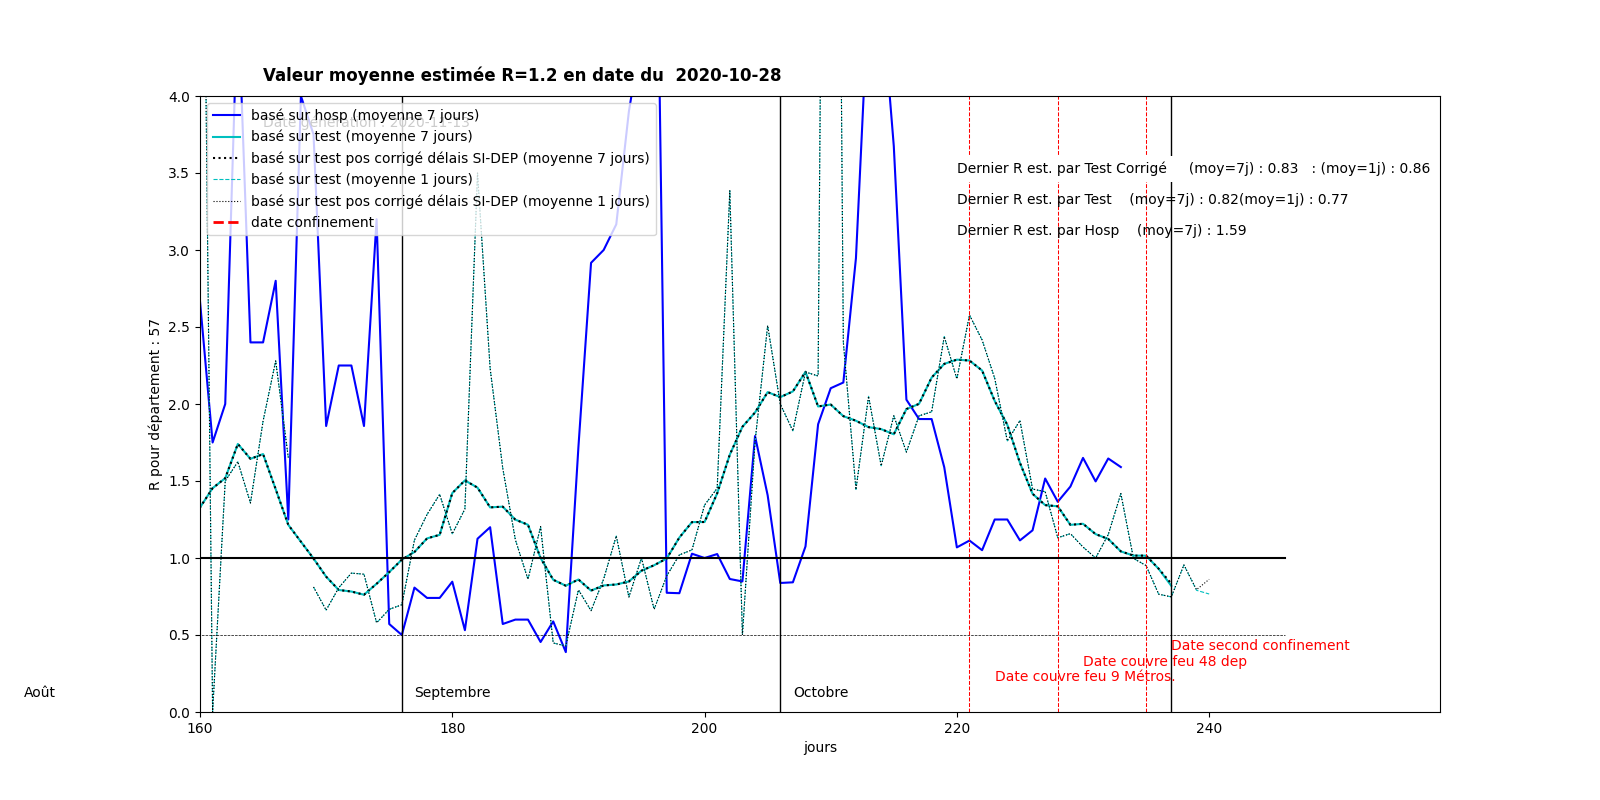 Valeur moyenne estimée R=1.2 en date du  2020-10-28
Date génération : 2020-11-15
basé sur hosp (moyenne 7 jours)
basé sur test (moyenne 7 jours)
basé sur test pos corrigé délais SI-DEP (moyenne 7 jours)
basé sur test (moyenne 1 jours)
basé sur test pos corrigé délais SI-DEP (moyenne 1 jours)
date confinement
Dernier R est. par Test Corrigé     (moy=7j) : 0.83   : (moy=1j) : 0.86
Dernier R est. par Test    (moy=7j) : 0.82(moy=1j) : 0.77
Dernier R est. par Hosp    (moy=7j) : 1.59
4.0
3.5
3.0
2.5
2.0
1.5
1.0
0.5
0.0
R pour département : 57
Date second confinement
Date couvre feu 48 dep
Date couvre feu 9 Métros.
Août
Septembre
Octobre
160 180 200 220 240
jours